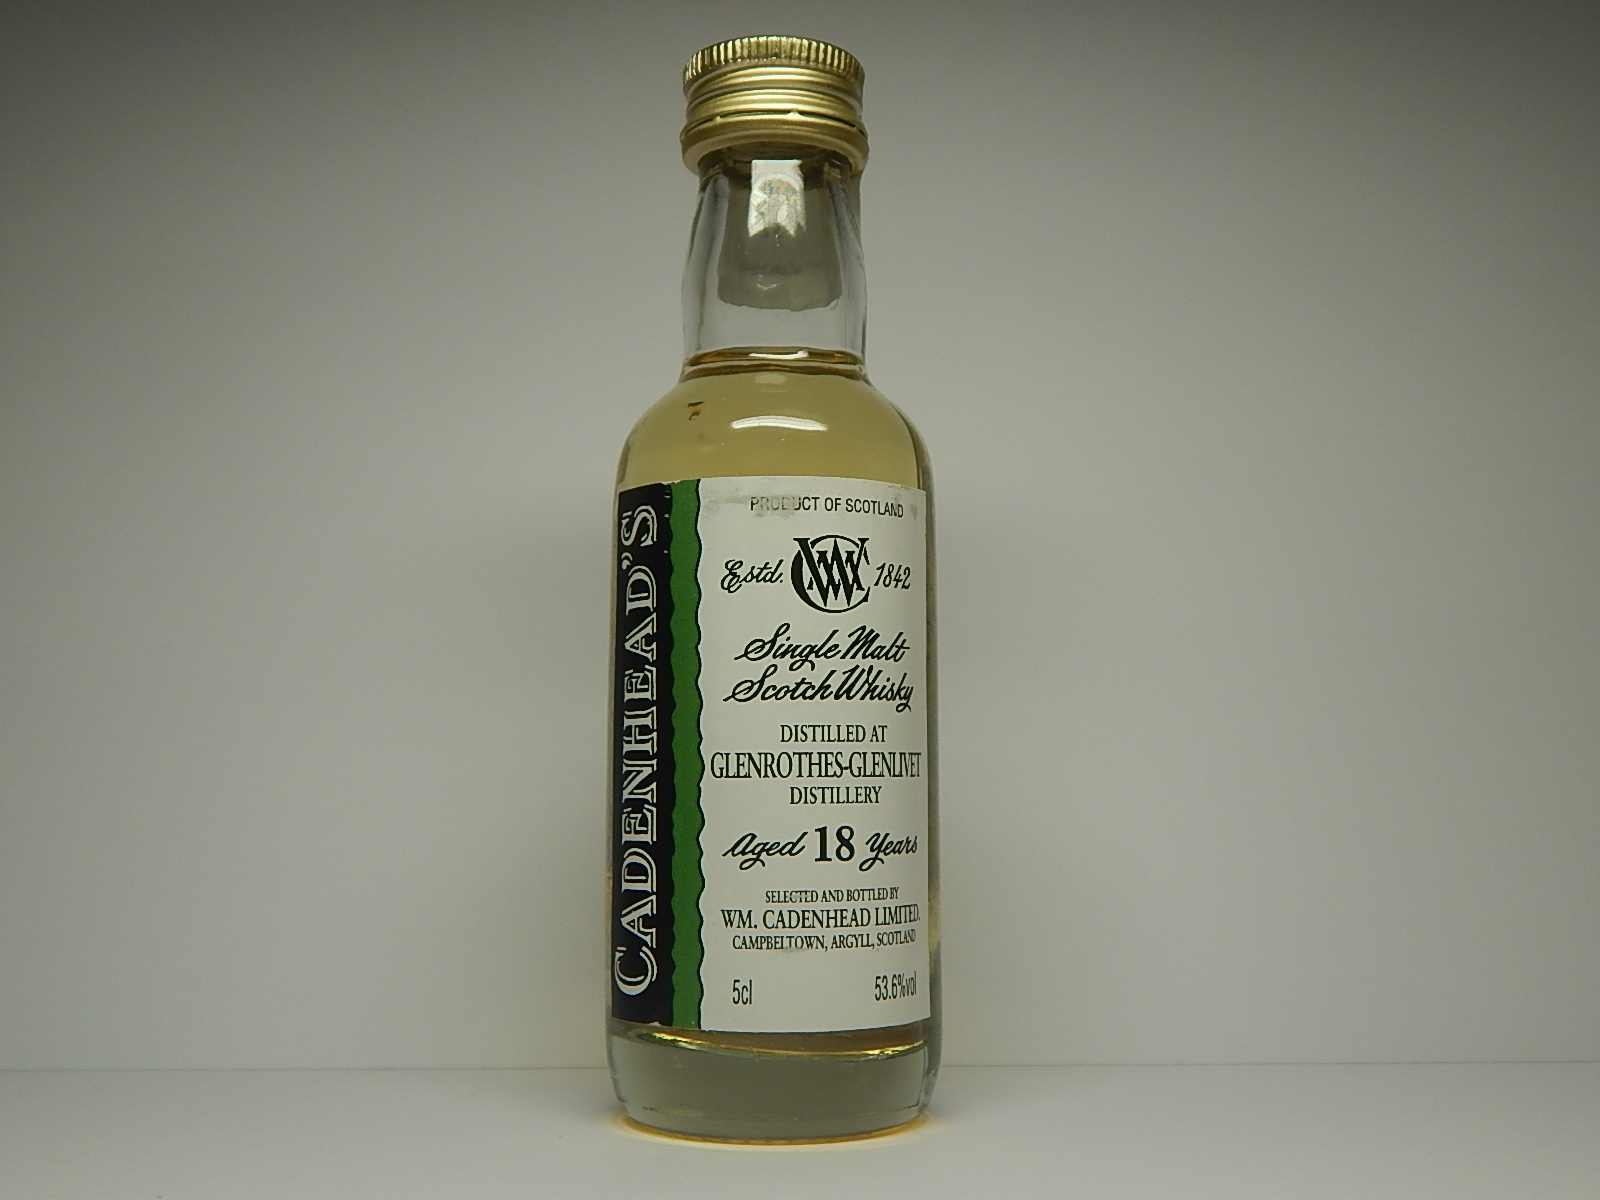 CADENHEAD'S
PRODUCT OF SCOTLAND
Estd. WC 1842
Single Malt
Scotch Whisky
DISTILLED AT
GLENROTHES-GLENLIVET
DISTILLERY
Aged 18 Years
SELECTED AND BOTTLED BY
WM. CADENHEAD LIMITED.
CAMPBELTOWN, ARGYLL, SCOTLAND
5cl 53.6%vol